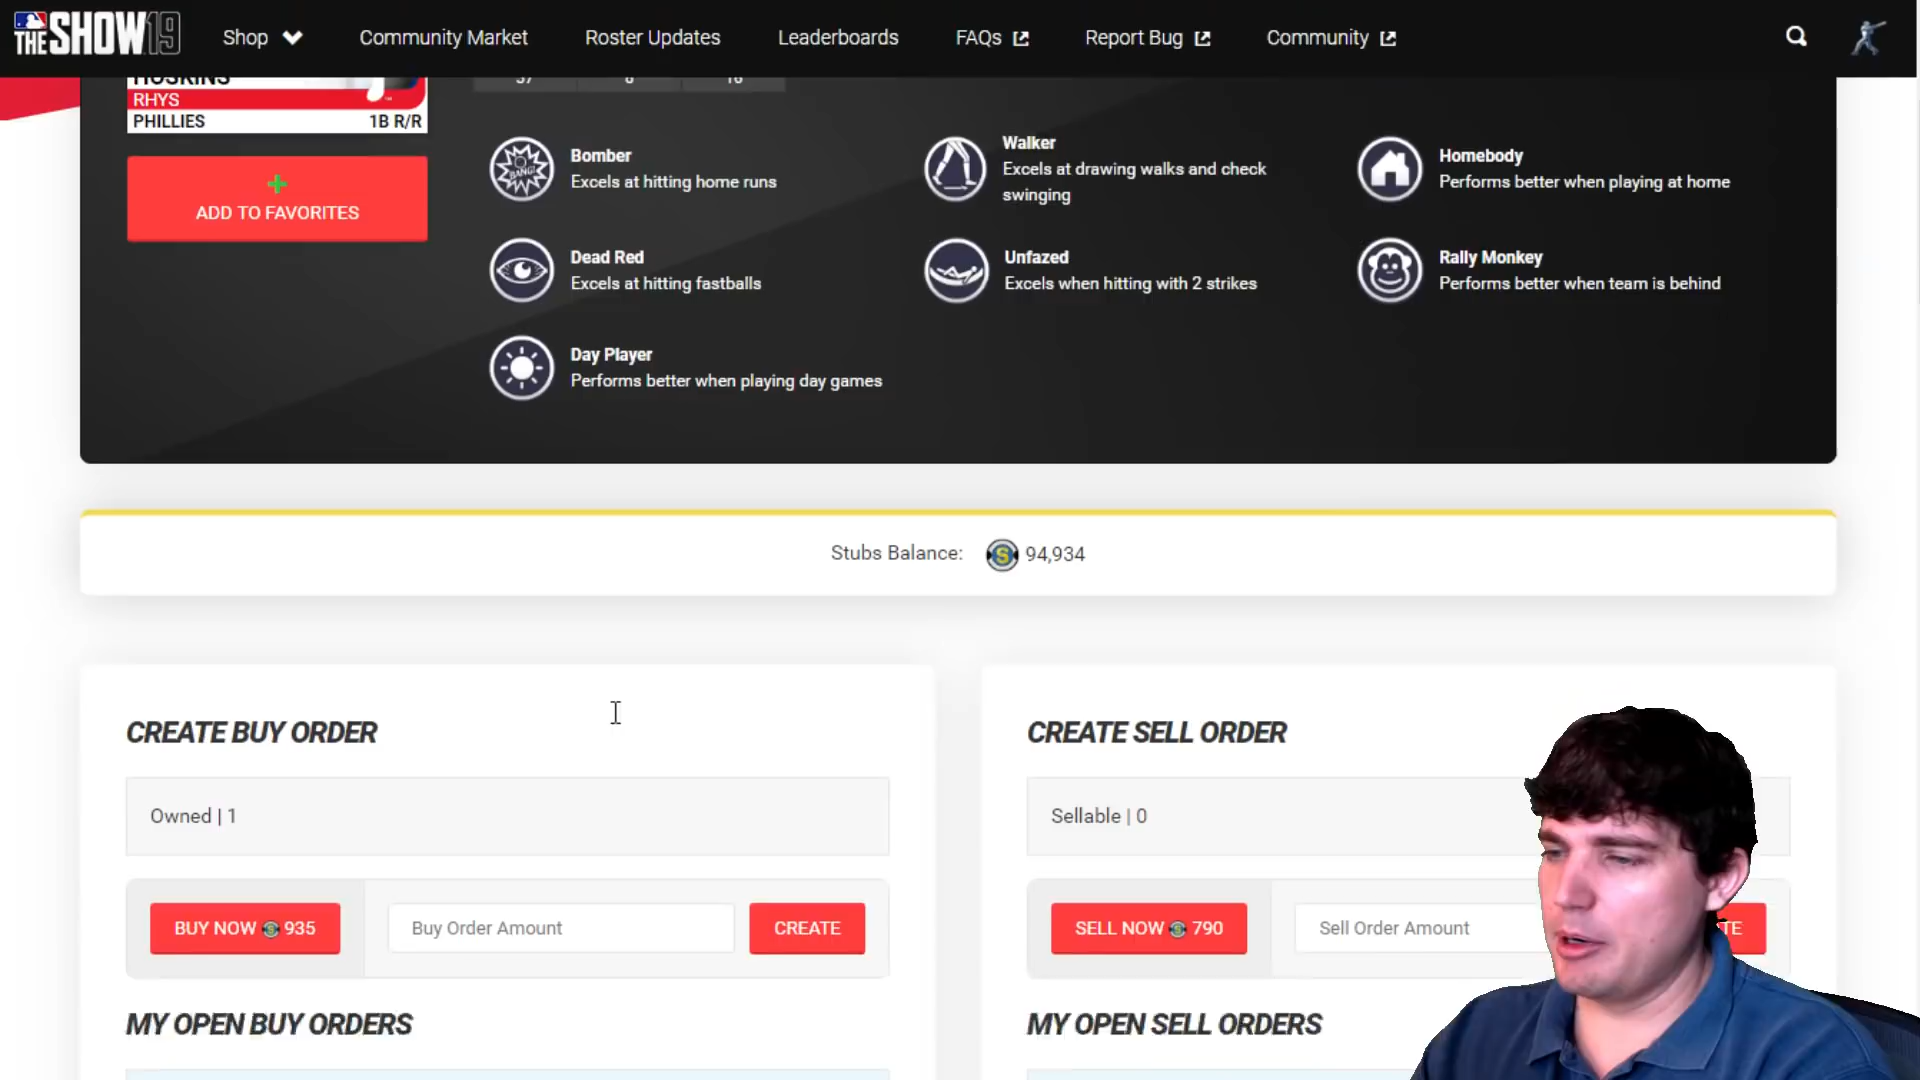 THE SHOW 19
Shop
Community Market
Roster Updates
Leaderboards
FAQs
Report Bug
Community
HOSKINS
RHYS
PHILLIES 1B R/R
ADD TO FAVORITES
Bomber
Excels at hitting home runs
Walker
Excels at drawing walks and check
swinging
Homebody
Performs better when playing at home
Dead Red
Excels at hitting fastballs
Unfazed
Excels when hitting with 2 strikes
Rally Monkey
Performs better when team is behind
Day Player
Performs better when playing day games
Stubs Balance: 94,934
CREATE BUY ORDER
Owned | 1
BUY NOW 935
Buy Order Amount
CREATE
MY OPEN BUY ORDERS
CREATE SELL ORDER
Sellable | 0
SELL NOW 790
Sell Order Amount
TE
MY OPEN SELL ORDERS